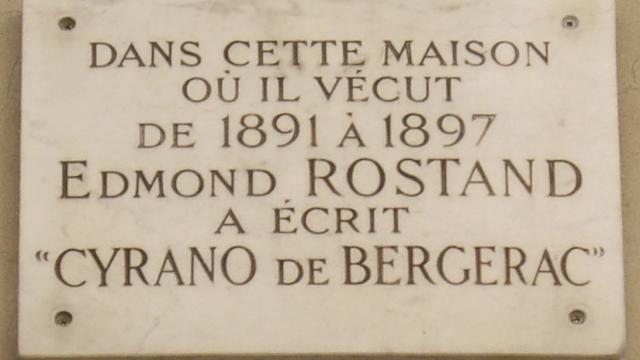 DANS CETTE MAISON
OÙ IL VÉCUT
DE 1891 À 1897
EDMOND ROSTAND
A ÉCRIT
“CYRANO DE BERGERAC”